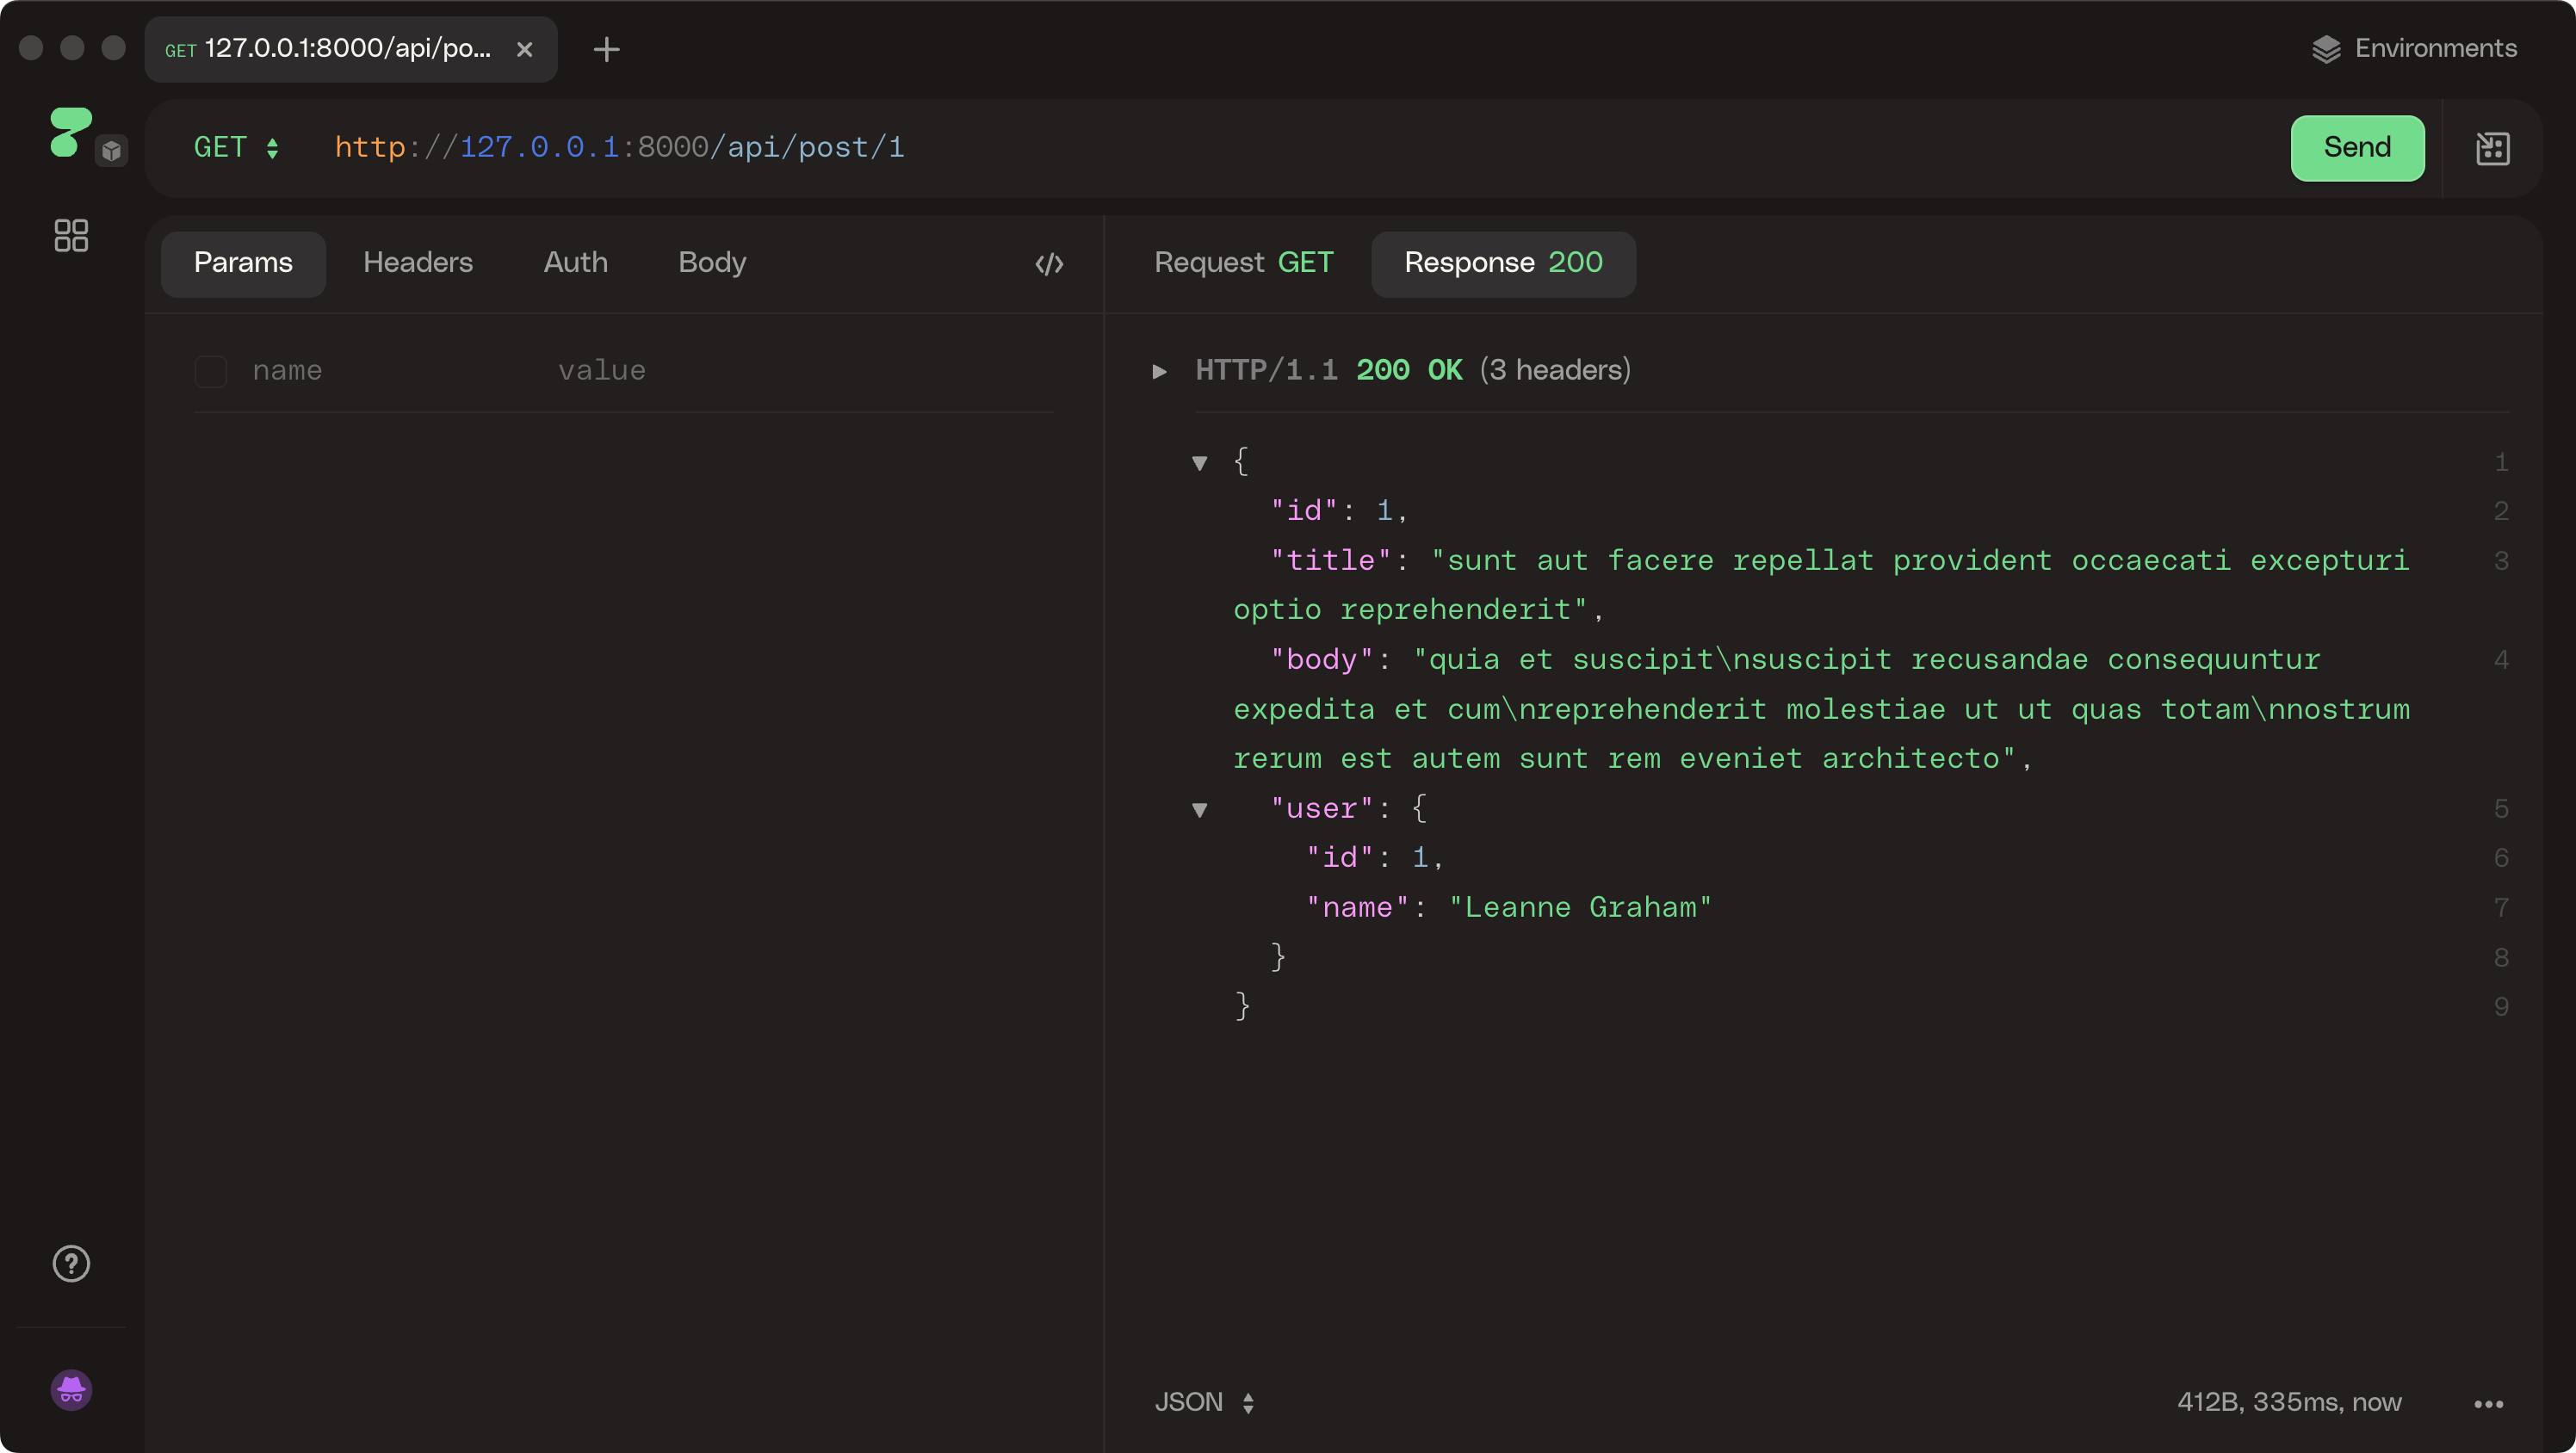 GET 127.0.0.1:8000/api/po...
Environments
GET http://127.0.0.1:8000/api/post/1
Send
Params Headers Auth Body
name value
Request GET Response 200
HTTP/1.1 200 OK (3 headers)
{ 1
"id": 1, 2
"title": "sunt aut facere repellat provident occaecati excepturi 3
optio reprehenderit",
"body": "quia et suscipit\nsuscipit recusandae consequuntur 4
expedita et cum\nreprehenderit molestiae ut ut quas totam\nnostrum
rerum est autem sunt rem eveniet architecto",
"user": { 5
"id": 1, 6
"name": "Leanne Graham" 7
} 8
} 9
JSON
412B, 335ms, now